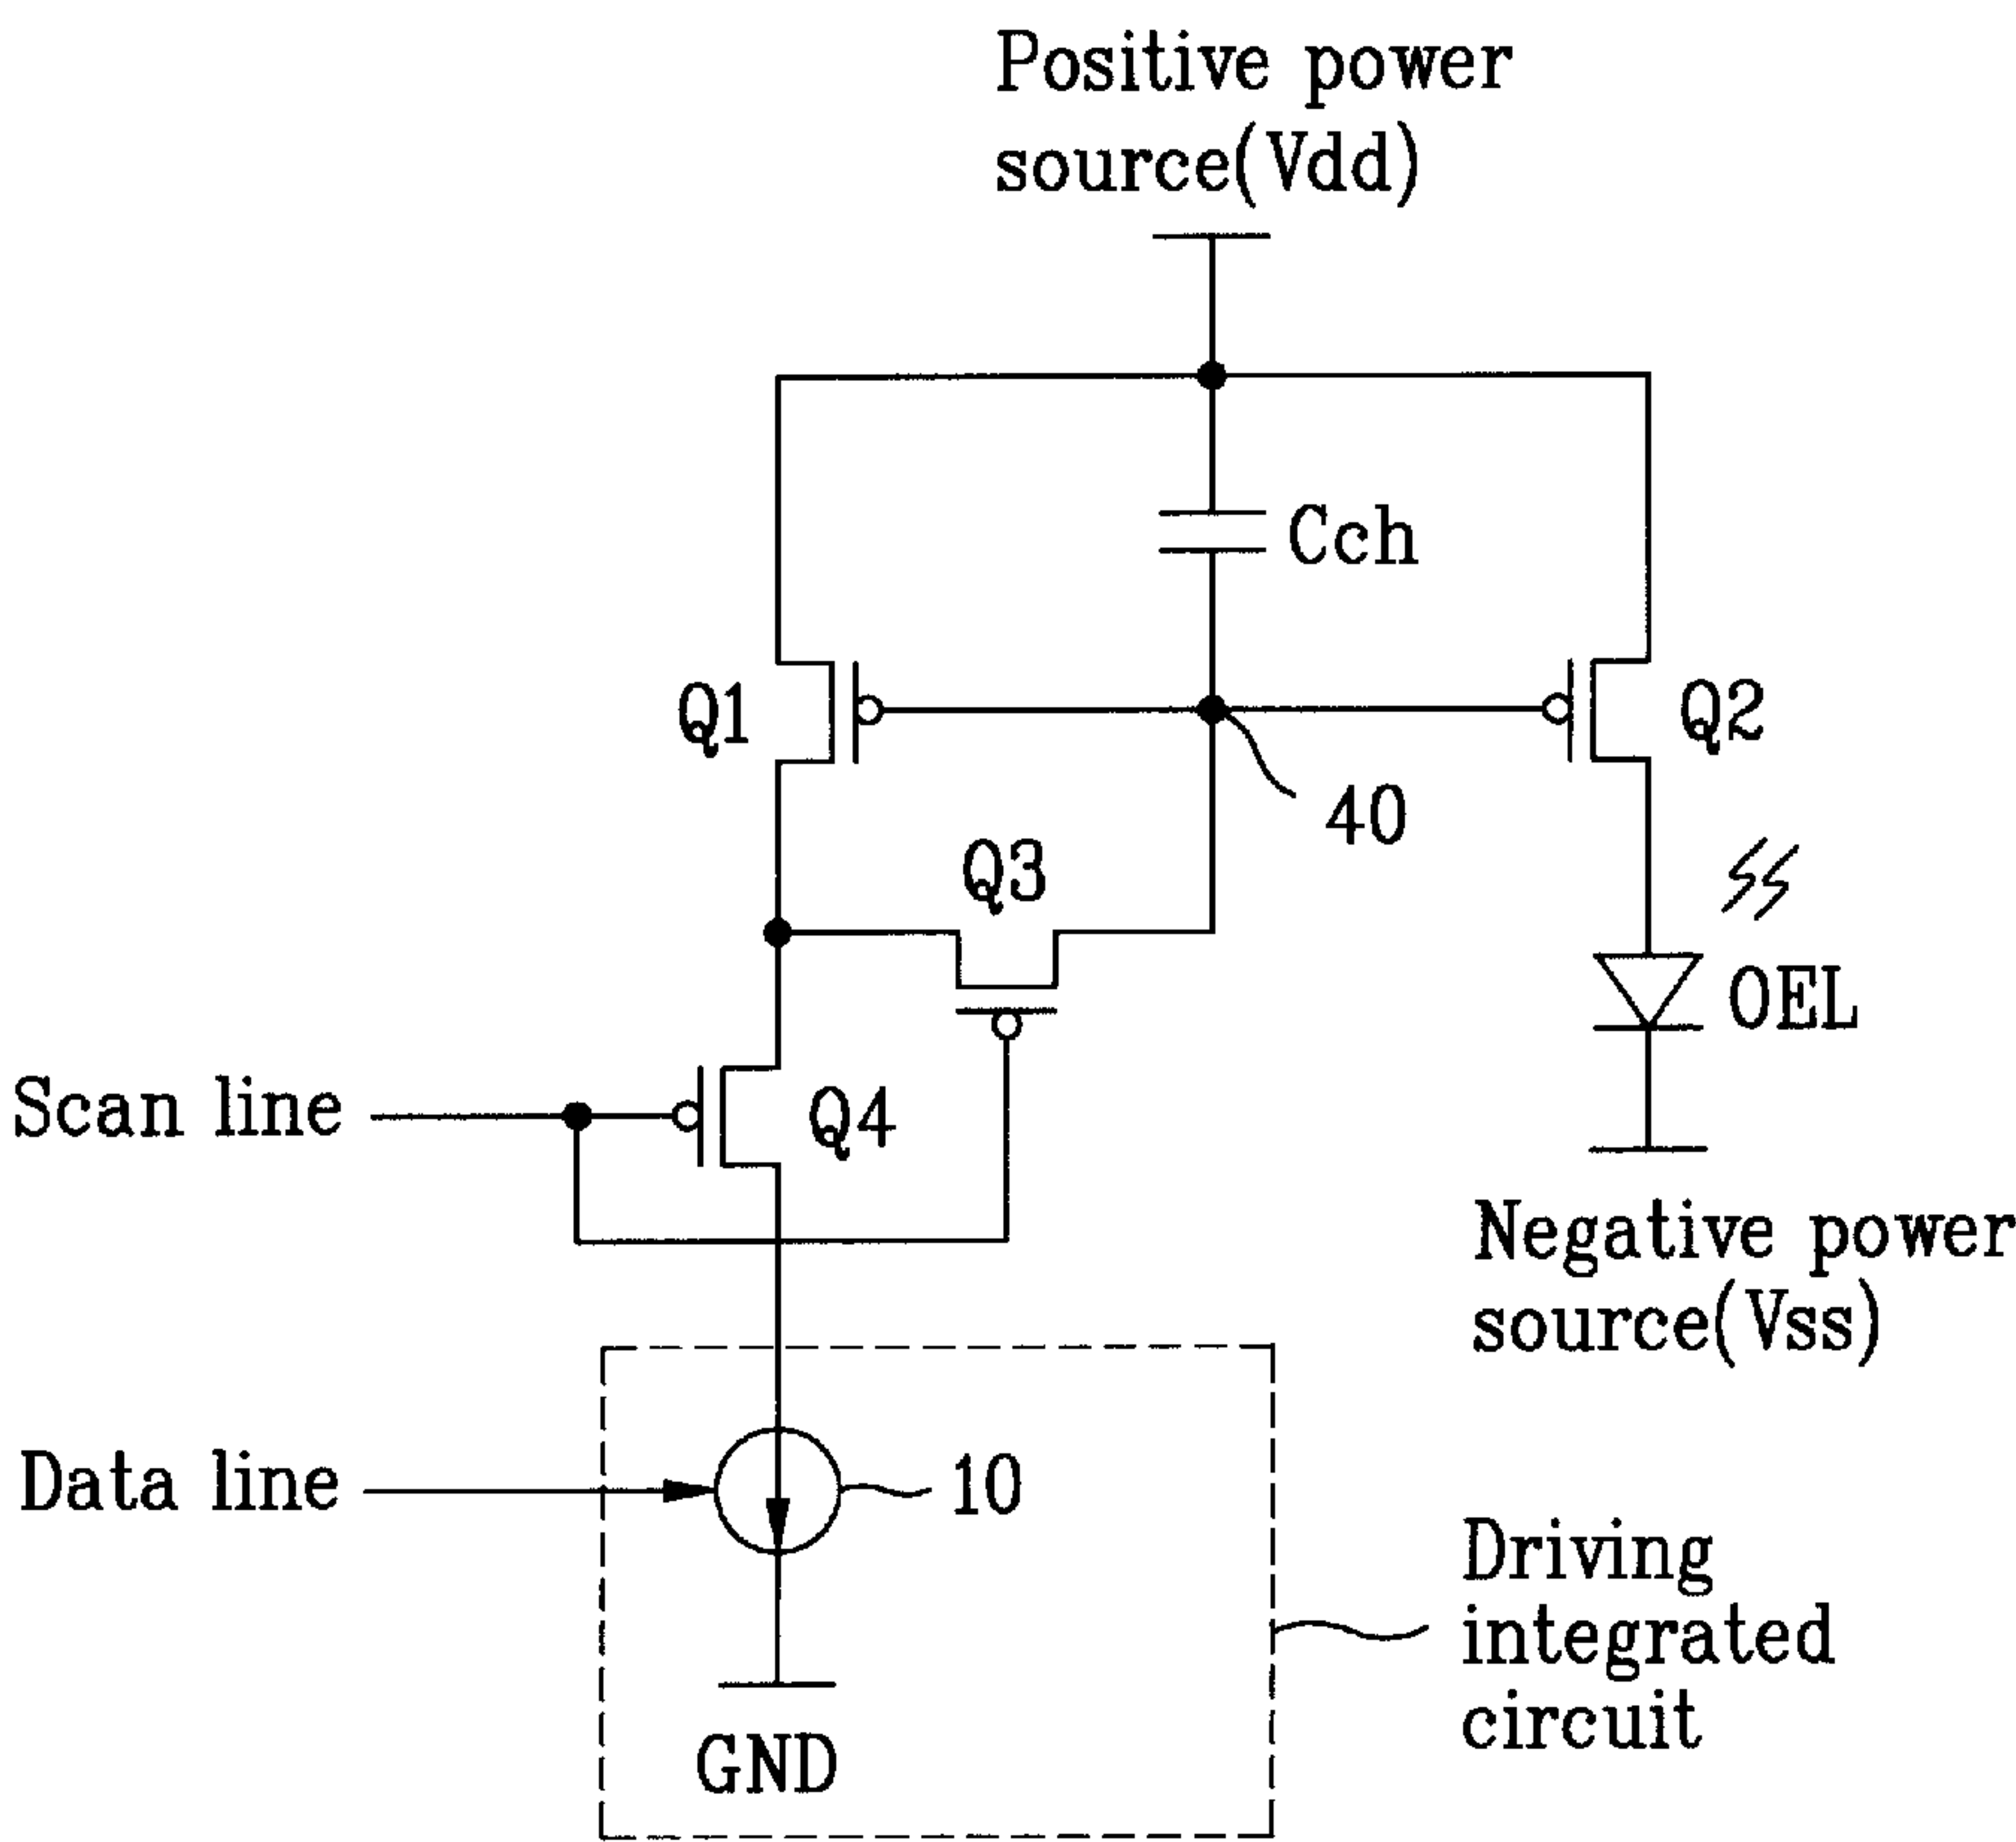 Positive power
source(Vdd)
Cch
Q1
Q2
40
Q3
OEL
Scan line
Q4
Negative power
source(Vss)
Data line
10
Driving
integrated
circuit
GND